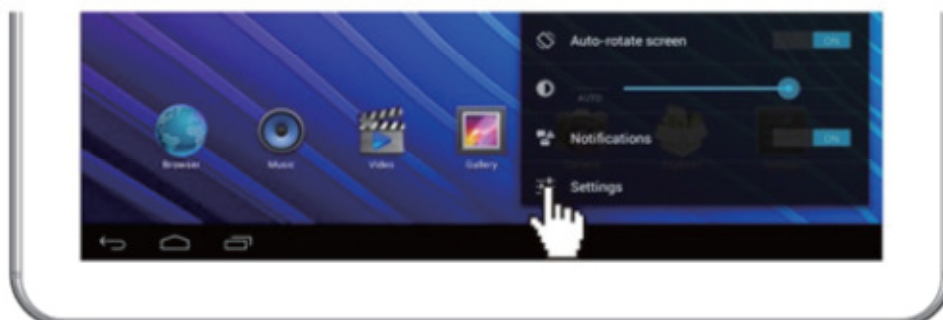 Auto-rotate screen ON
AUTO
Notifications ON
Settings
Browser Music Video Gallery